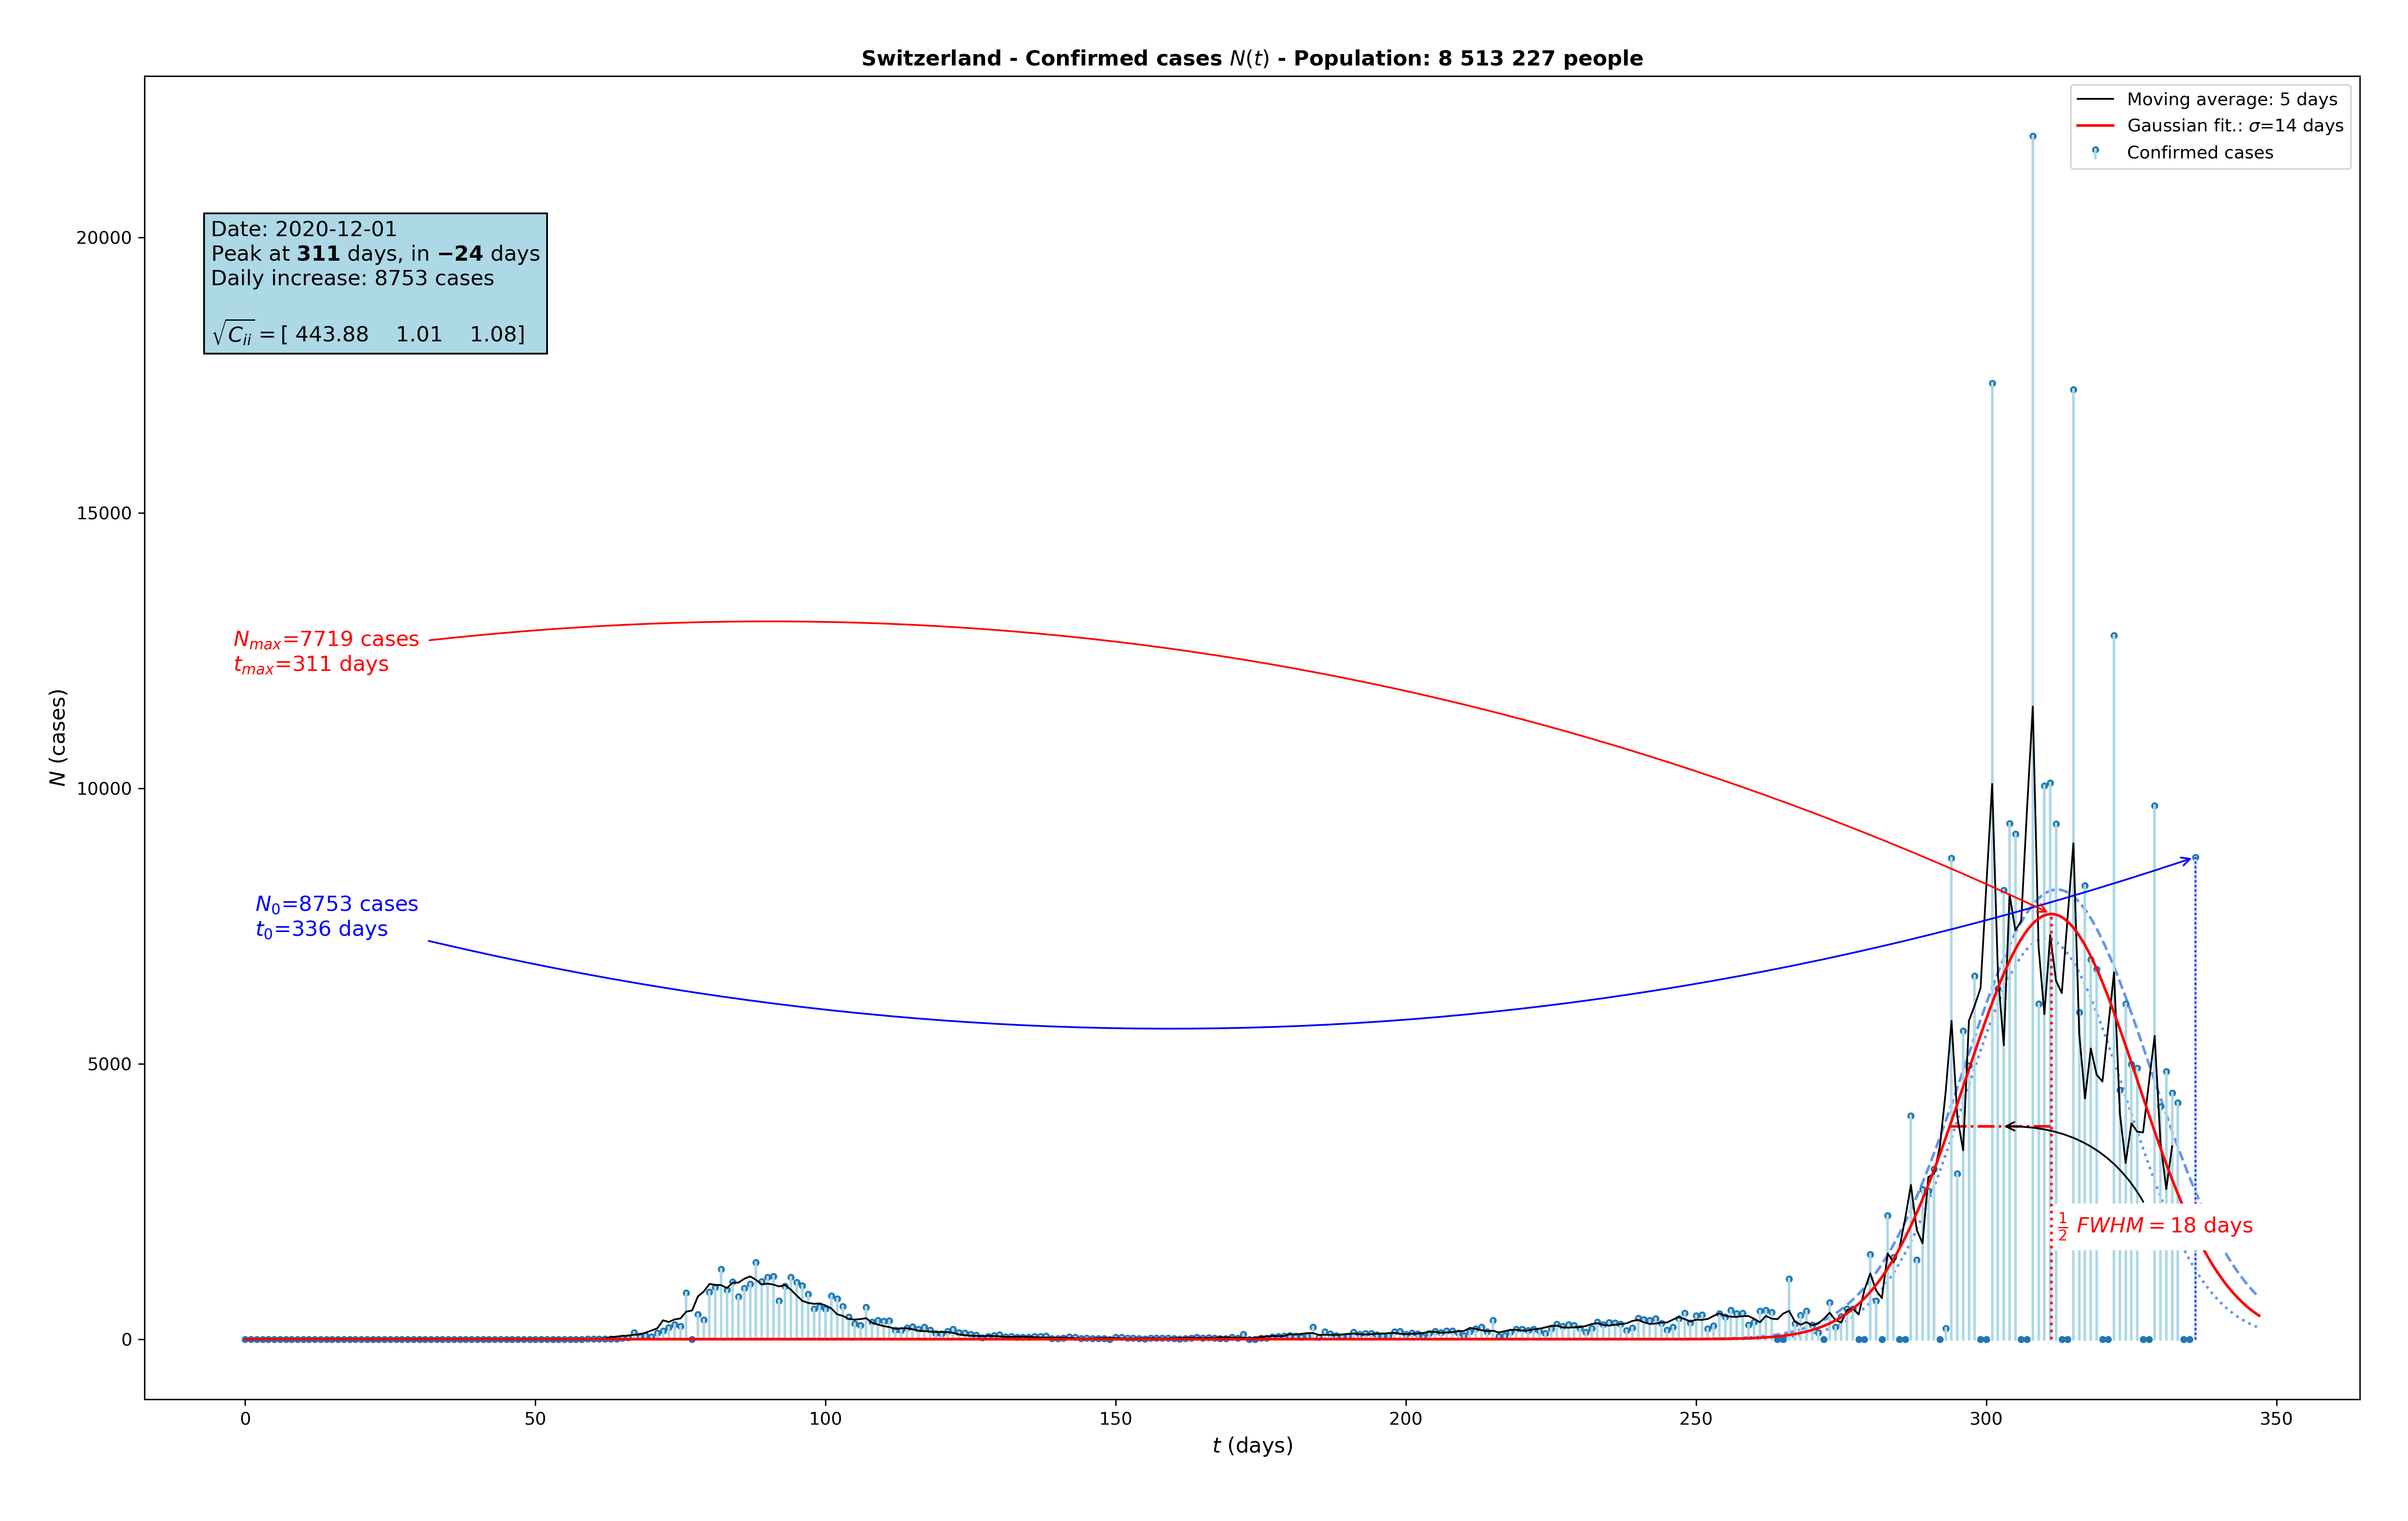 Switzerland - Confirmed cases N(t) - Population: 8 513 227 people
Moving average: 5 days
Gaussian fit.: σ=14 days
Confirmed cases
Date: 2020-12-01
Peak at 311 days, in −24 days
Daily increase: 8753 cases
√C_ii = [ 443.88 1.01 1.08]
N_max=7719 cases
t_max=311 days
N_0=8753 cases
t_0=336 days
½ FWHM = 18 days
N (cases)
20000
15000
10000
5000
0
0 50 100 150 200 250 300 350
t (days)